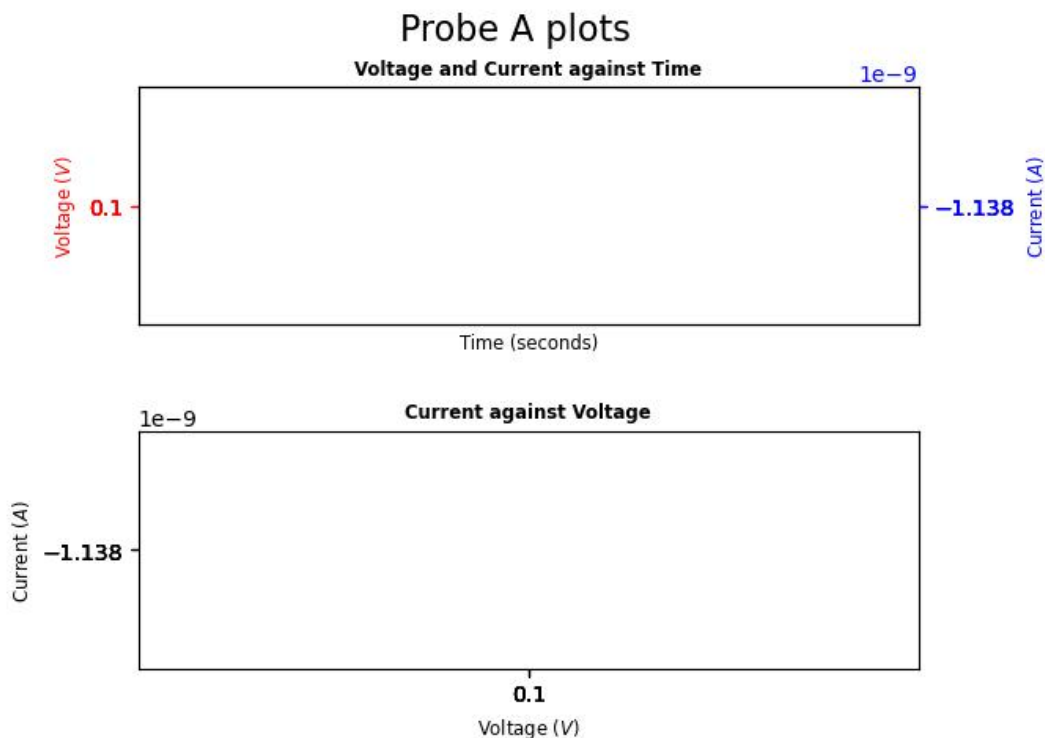 Probe A plots
Voltage and Current against Time
1e−9
Voltage (V)
0.1
−1.138
Current (A)
Time (seconds)
1e−9
Current against Voltage
Current (A)
−1.138
0.1
Voltage (V)